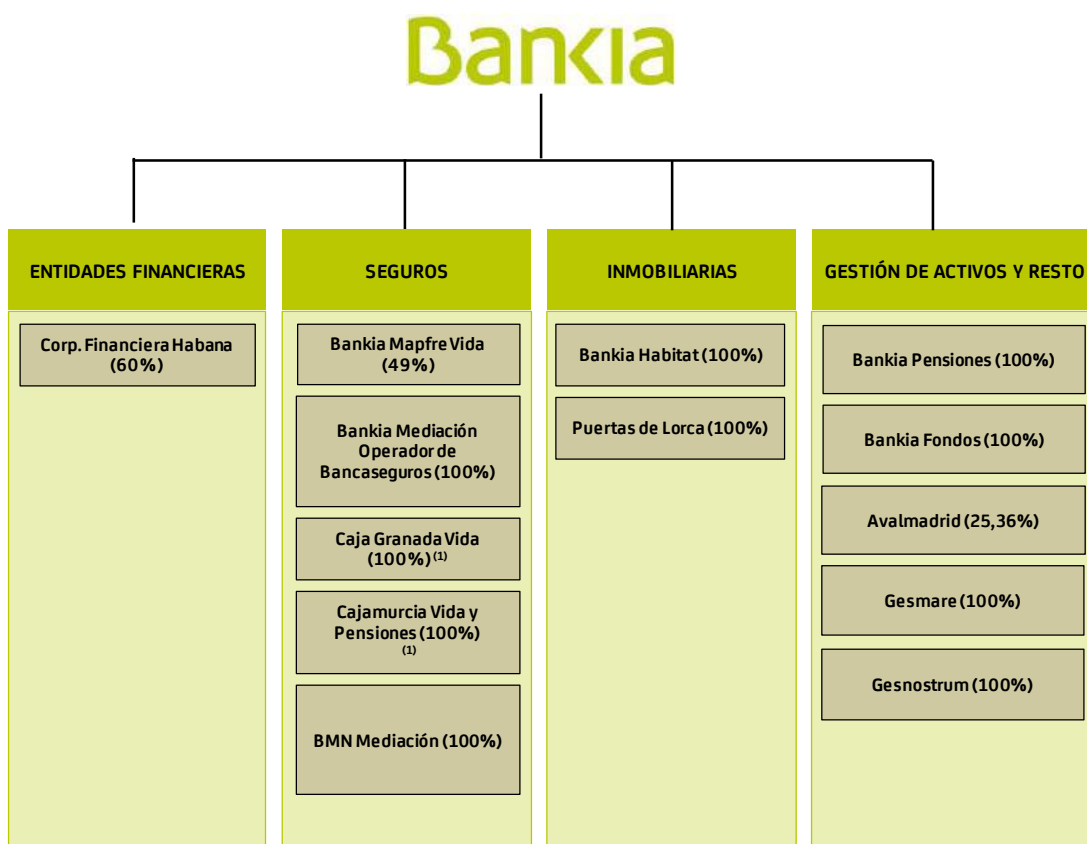 Bankia
ENTIDADES FINANCIERAS
Corp. Financiera Habana
(60%)
SEGUROS
Bankia Mapfre Vida
(49%)
Bankia Mediación
Operador de
Bancaseguros (100%)
Caja Granada Vida
(100%) (1)
Cajamurcia Vida y
Pensiones (100%)
(1)
BMN Mediación (100%)
INMOBILIARIAS
Bankia Habitat (100%)
Puertas de Lorca (100%)
GESTIÓN DE ACTIVOS Y RESTO
Bankia Pensiones (100%)
Bankia Fondos (100%)
Avalmadrid (25,36%)
Gesmare (100%)
Gesnostrum (100%)